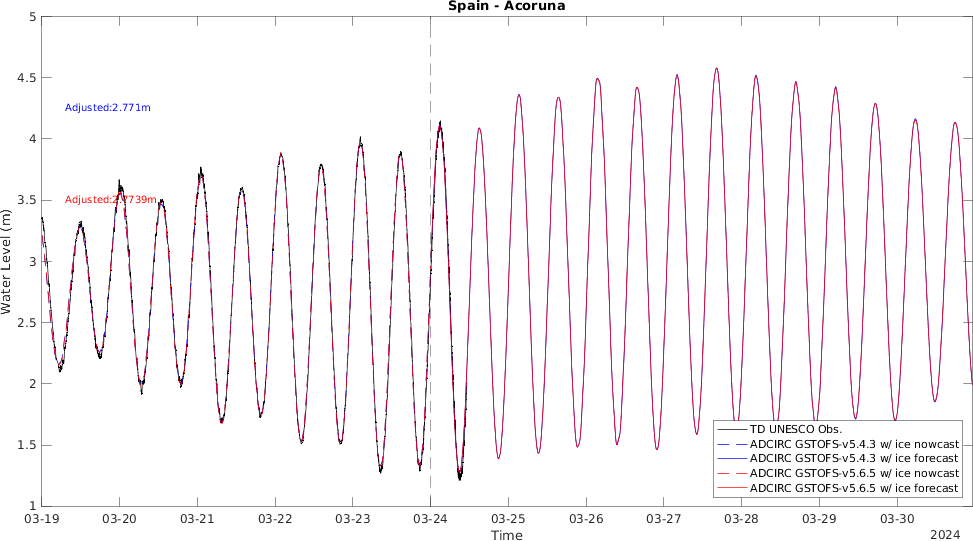 Spain - Acoruna
5
4.5
4
3.5
3
2.5
2
1.5
1
Water Level (m)
Adjusted:2.771m
Adjusted:2.7739m
TD UNESCO Obs.
ADCIRC GSTOFS-v5.4.3 w/ ice nowcast
ADCIRC GSTOFS-v5.4.3 w/ ice forecast
ADCIRC GSTOFS-v5.6.5 w/ ice nowcast
ADCIRC GSTOFS-v5.6.5 w/ ice forecast
03-19 03-20 03-21 03-22 03-23 03-24 03-25 03-26 03-27 03-28 03-29 03-30
Time
2024